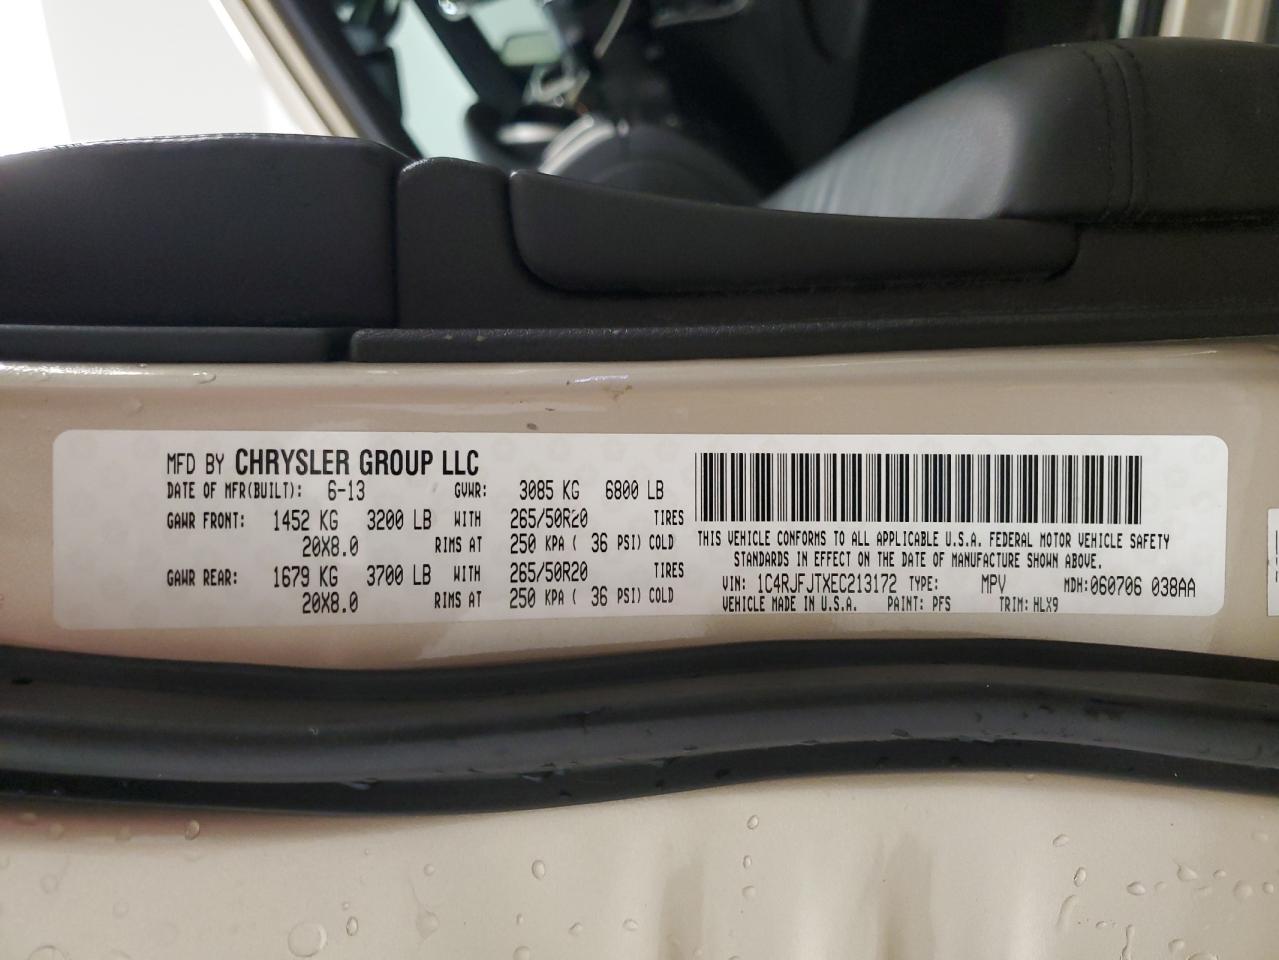 MFD BY CHRYSLER GROUP LLC
DATE OF MFR(BUILT): 6-13 GVWR: 3085 KG 6800 LB
GAWR FRONT: 1452 KG 3200 LB WITH 265/50R20 TIRES
20X8.0 RIMS AT 250 KPA ( 36 PSI) COLD
GAWR REAR: 1679 KG 3700 LB WITH 265/50R20 TIRES
20X8.0 RIMS AT 250 KPA ( 36 PSI) COLD
THIS VEHICLE CONFORMS TO ALL APPLICABLE U.S.A. FEDERAL MOTOR VEHICLE SAFETY
STANDARDS IN EFFECT ON THE DATE OF MANUFACTURE SHOWN ABOVE.
VIN: 1C4RJFJTXEC213172 TYPE: MPV MDH:060706 038AA
VEHICLE MADE IN U.S.A. PAINT: PFS TRIM: HLX9